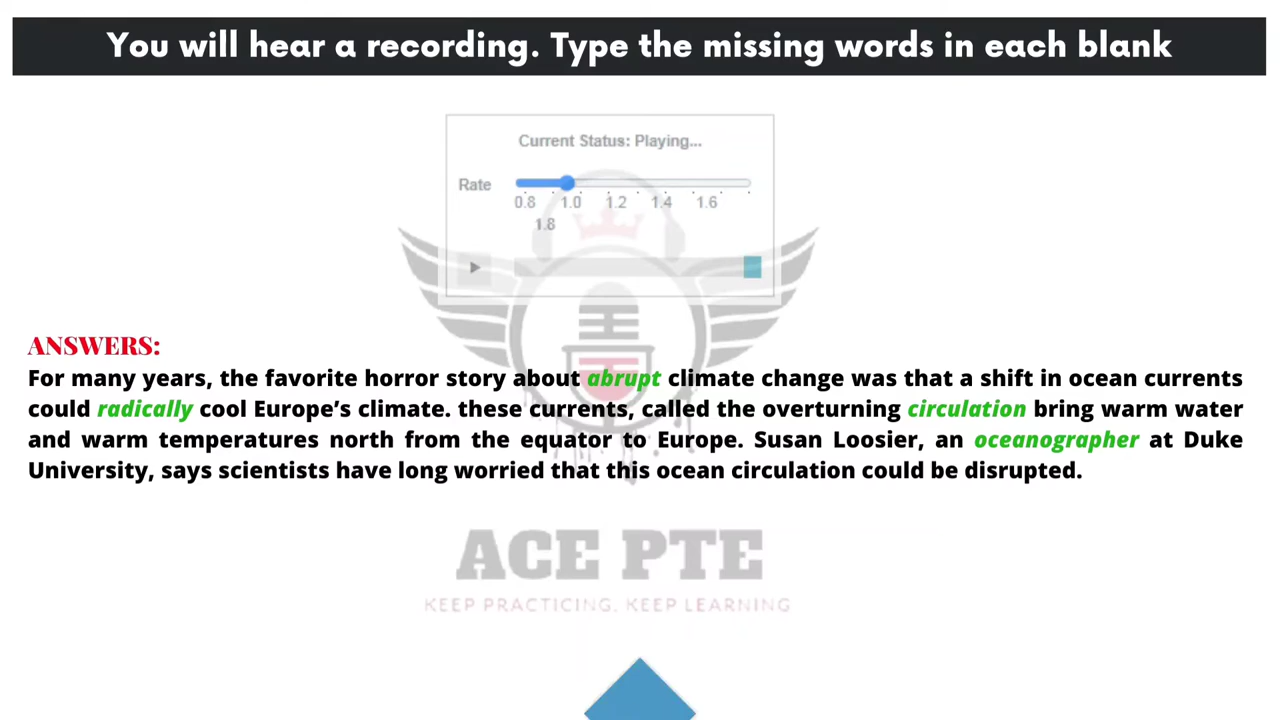 You will hear a recording. Type the missing words in each blank
Current Status: Playing...
Rate
0.8 1.0 1.2 1.4 1.6
1.8
ANSWERS:
For many years, the favorite horror story about abrupt climate change was that a shift in ocean currents
could radically cool Europe's climate. these currents, called the overturning circulation bring warm water
and warm temperatures north from the equator to Europe. Susan Loosier, an oceanographer at Duke
University, says scientists have long worried that this ocean circulation could be disrupted.
ACE PTE
KEEP PRACTICING, KEEP LEARNING